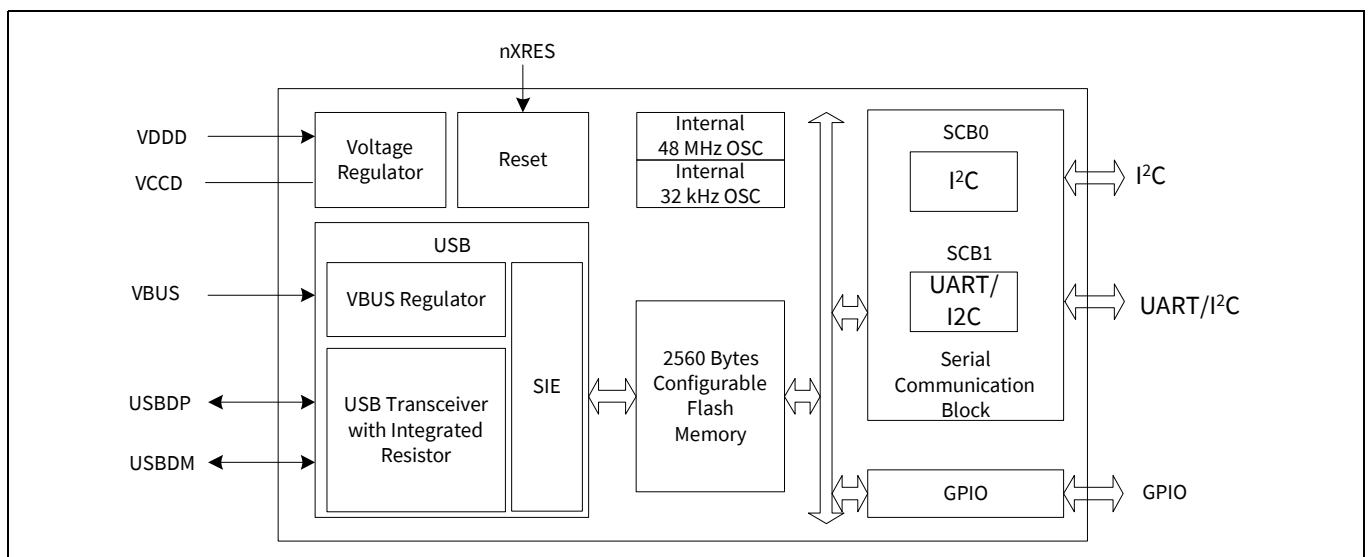 nXRES
VDDD
VCCD
Voltage
Regulator
Reset
Internal
48 MHz OSC
Internal
32 kHz OSC
SCB0
I²C
I²C
USB
VBUS
VBUS Regulator
SIE
USBDP
USBDM
USB Transceiver
with Integrated
Resistor
2560 Bytes
Configurable
Flash
Memory
SCB1
UART/
I2C
UART/I²C
Serial
Communication
Block
GPIO
GPIO